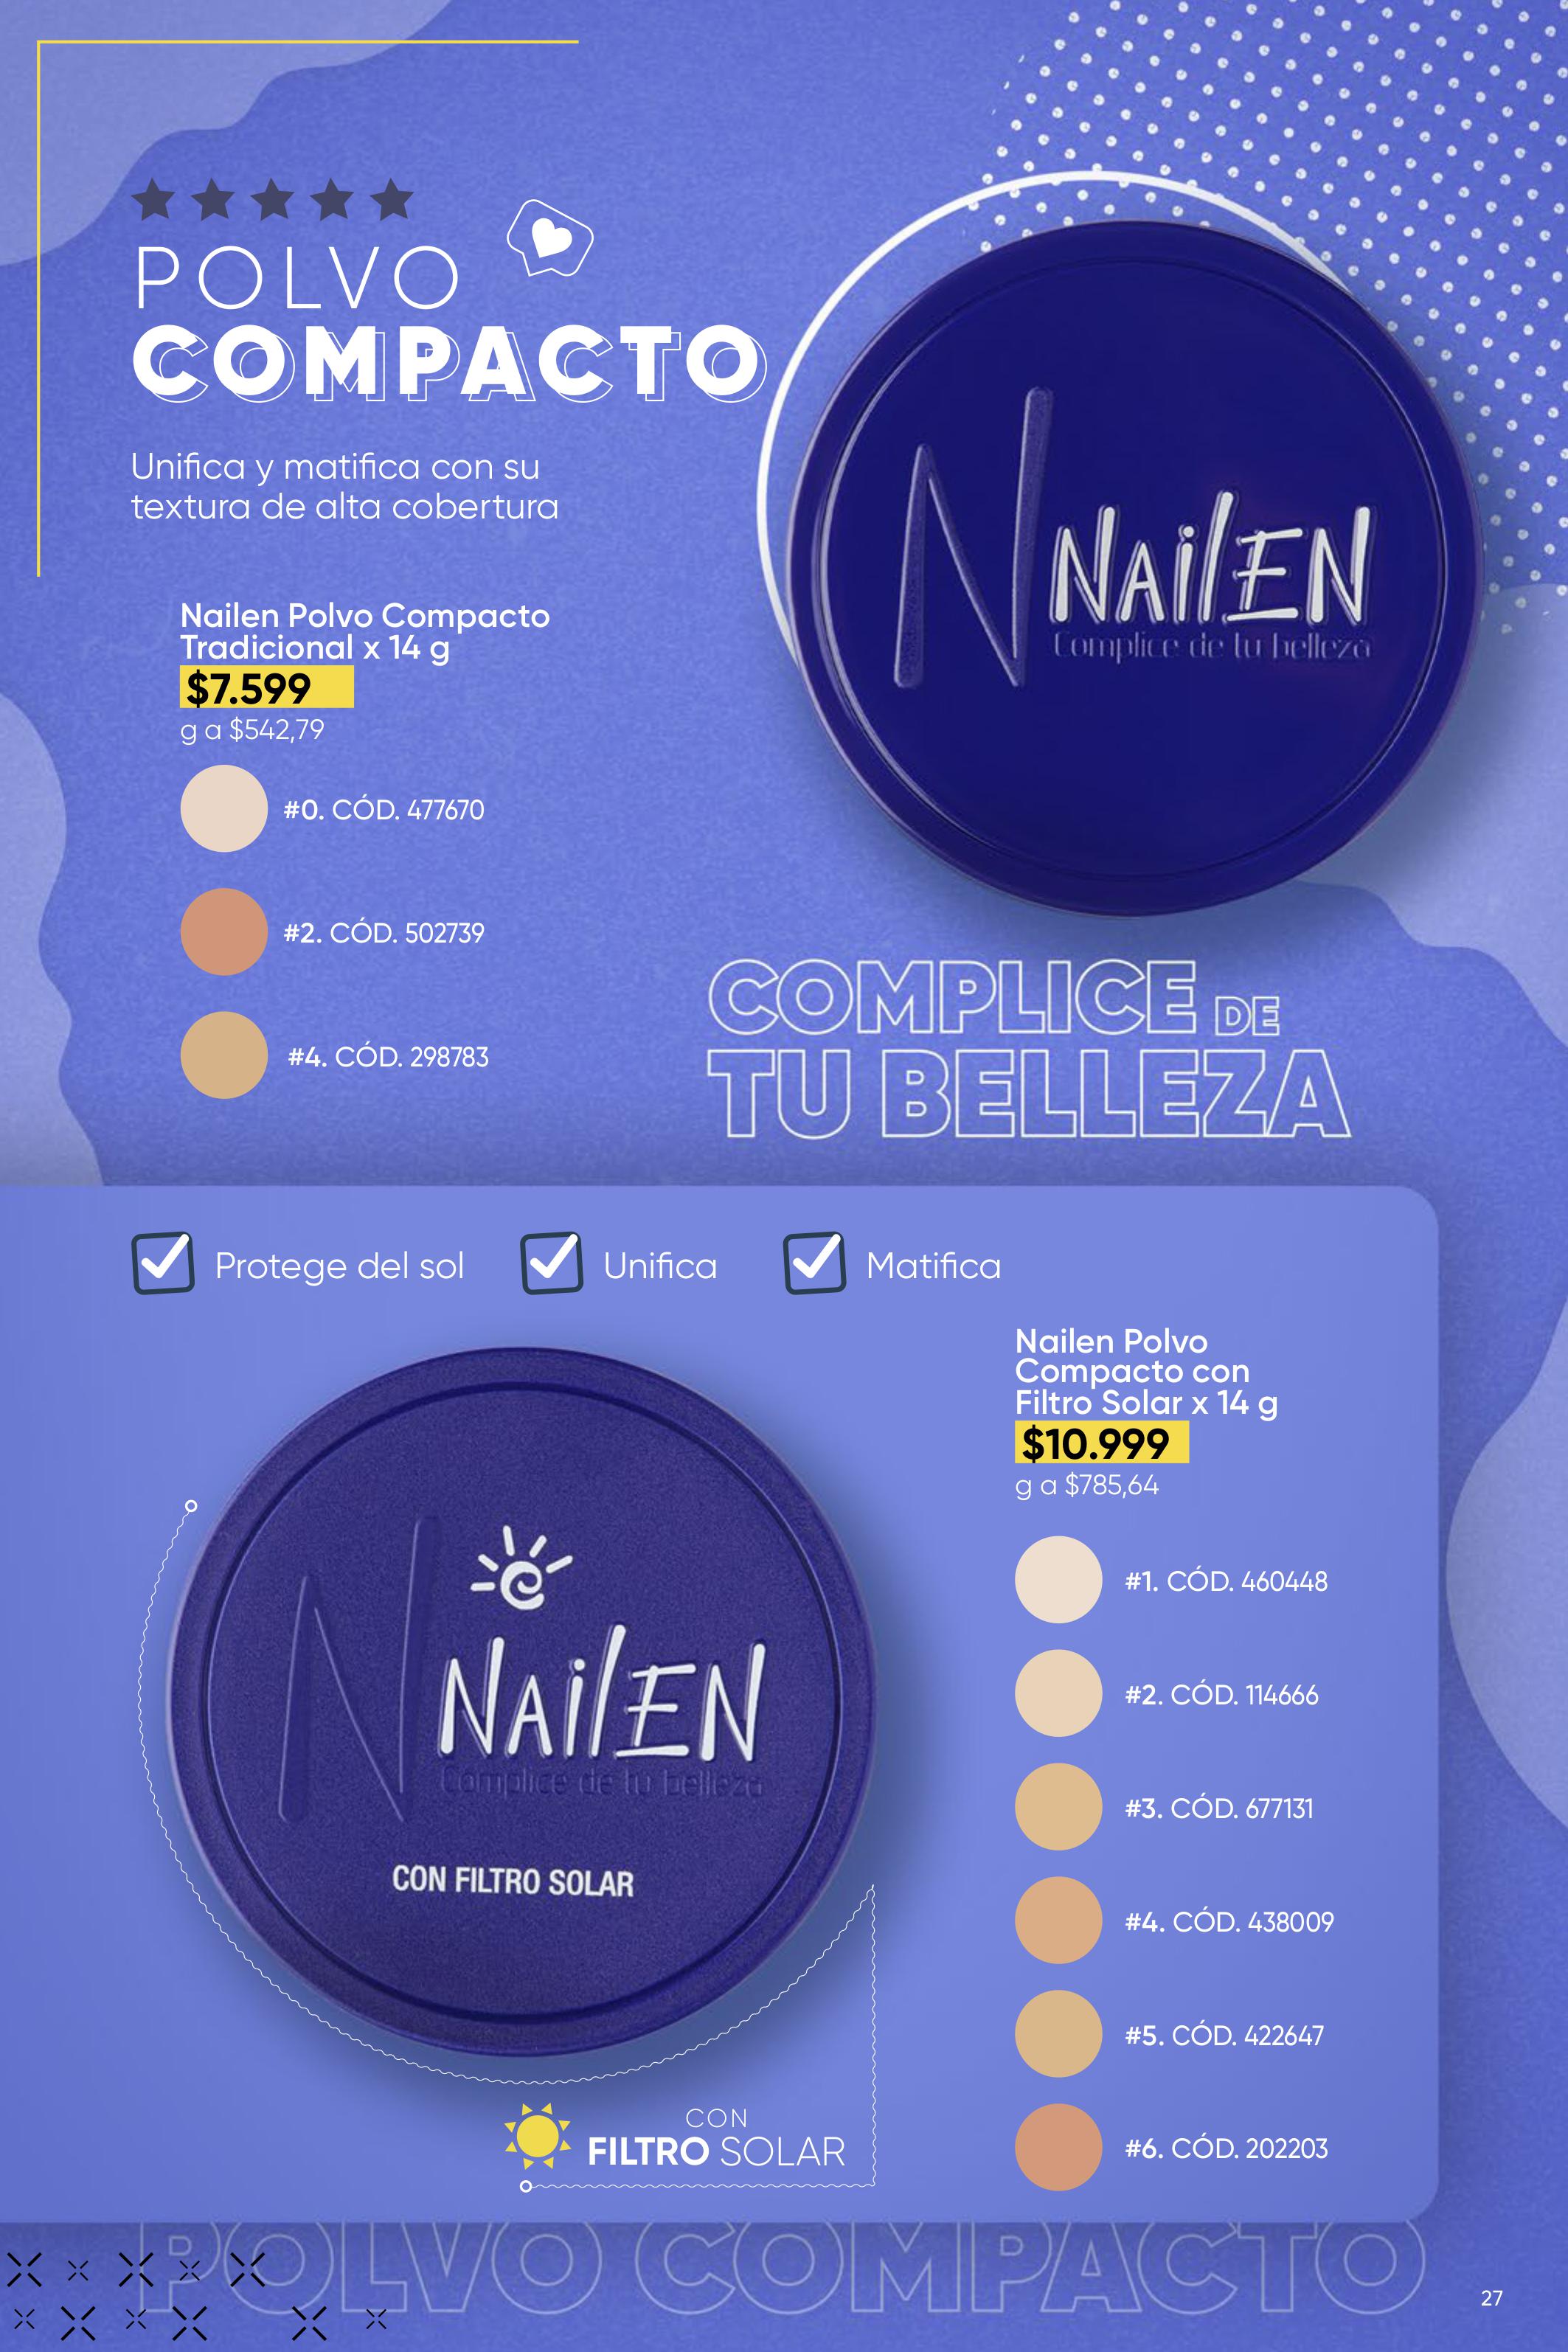 POLVO
COMPACTO
Unifica y matifica con su
textura de alta cobertura
Nailen Polvo Compacto
Tradicional x 14 g
$7.599
g a $542,79
#0. CÓD. 477670
#2. CÓD. 502739
#4. CÓD. 298783
N NAilEN
Complice de tu belleza
COMPLICE DE
TU BELLEZA
Protege del sol
Unifica
Matifica
N NAilEN
Complice de tu belleza
CON FILTRO SOLAR
CON
FILTRO SOLAR
Nailen Polvo
Compacto con
Filtro Solar x 14 g
$10.999
g a $785,64
#1. CÓD. 460448
#2. CÓD. 114666
#3. CÓD. 677131
#4. CÓD. 438009
#5. CÓD. 422647
#6. CÓD. 202203
POLVO COMPACTO
27